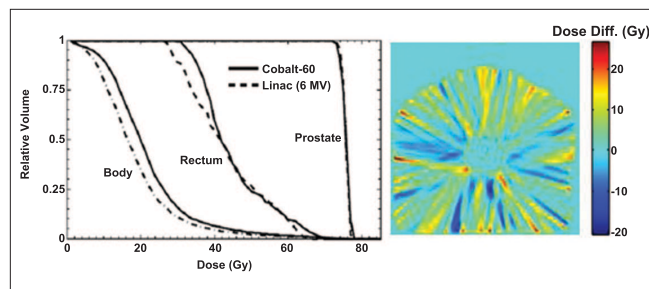 Dose Diff. (Gy)
1
0.75
0.5
0.25
0
Relative Volume
Cobalt-60
Linac (6 MV)
Prostate
Rectum
Body
0
20
40
60
80
Dose (Gy)
20
10
0
-10
-20